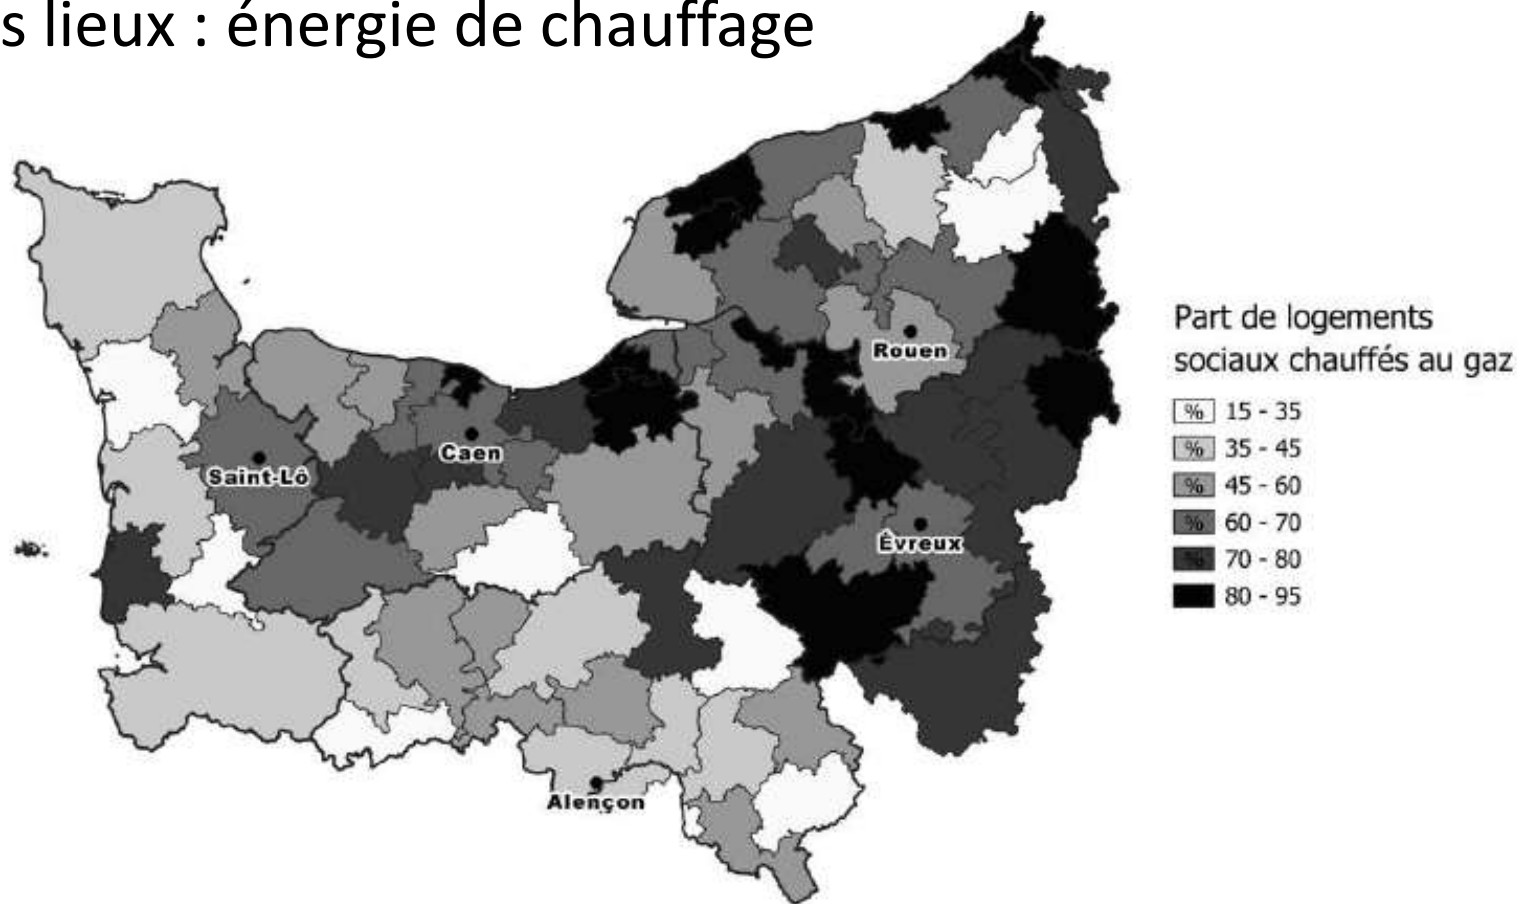 s lieux : énergie de chauffage
Rouen
Caen
Saint-Lô
Évreux
Alençon
Part de logements
sociaux chauffés au gaz
% 15 - 35
% 35 - 45
% 45 - 60
% 60 - 70
% 70 - 80
80 - 95